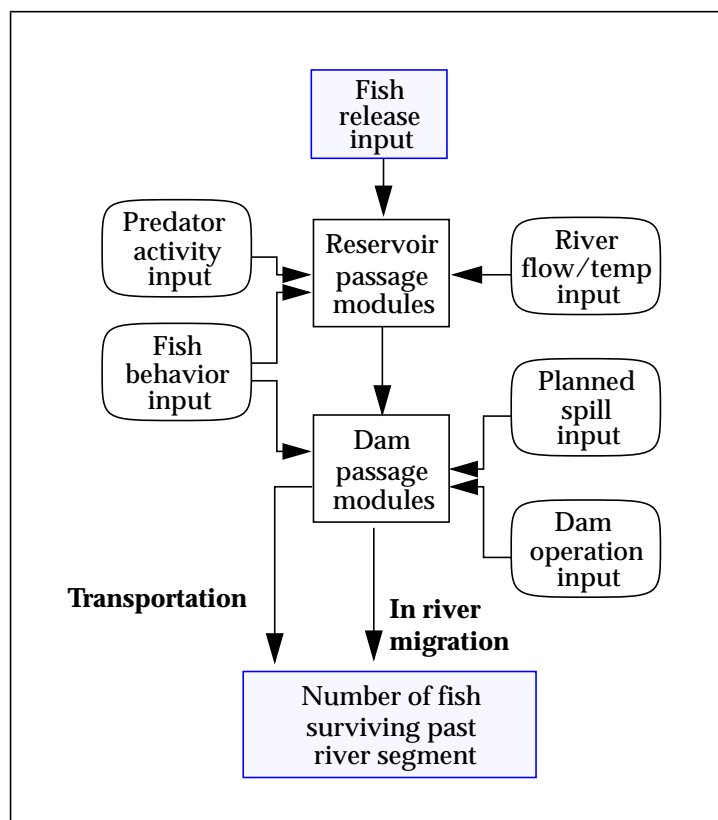 Fish
release
input
Predator
activity
input
Reservoir
passage
modules
River
flow/temp
input
Fish
behavior
input
Planned
spill
input
Dam
passage
modules
Dam
operation
input
Transportation
In river
migration
Number of fish
surviving past
river segment